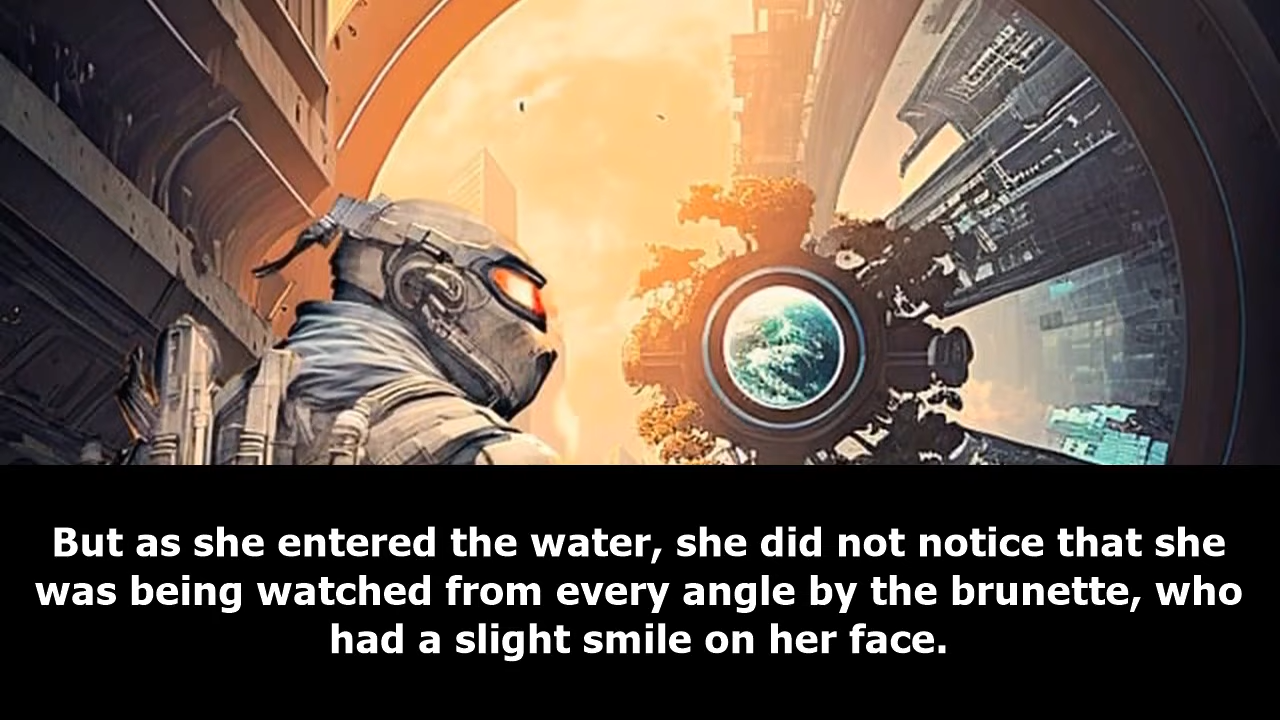 But as she entered the water, she did not notice that she
was being watched from every angle by the brunette, who
had a slight smile on her face.